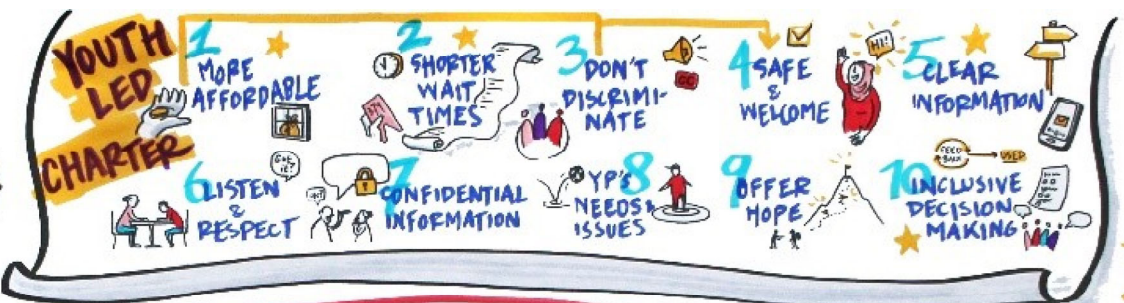 YOUTH
LED
CHARTER
1
MORE
AFFORDABLE
2
SHORTER
WAIT
TIMES
3
DON'T
DISCRIMI-
NATE
4
SAFE
&
WELCOME
HI!
5
CLEAR
INFORMATION
6
LISTEN
&
RESPECT
GOT
IT?
7
CONFIDENTIAL
INFORMATION
8
YP'S
NEEDS &
ISSUES
9
OFFER
HOPE
10
FEED
BACK
USED
INCLUSIVE
DECISION
MAKING